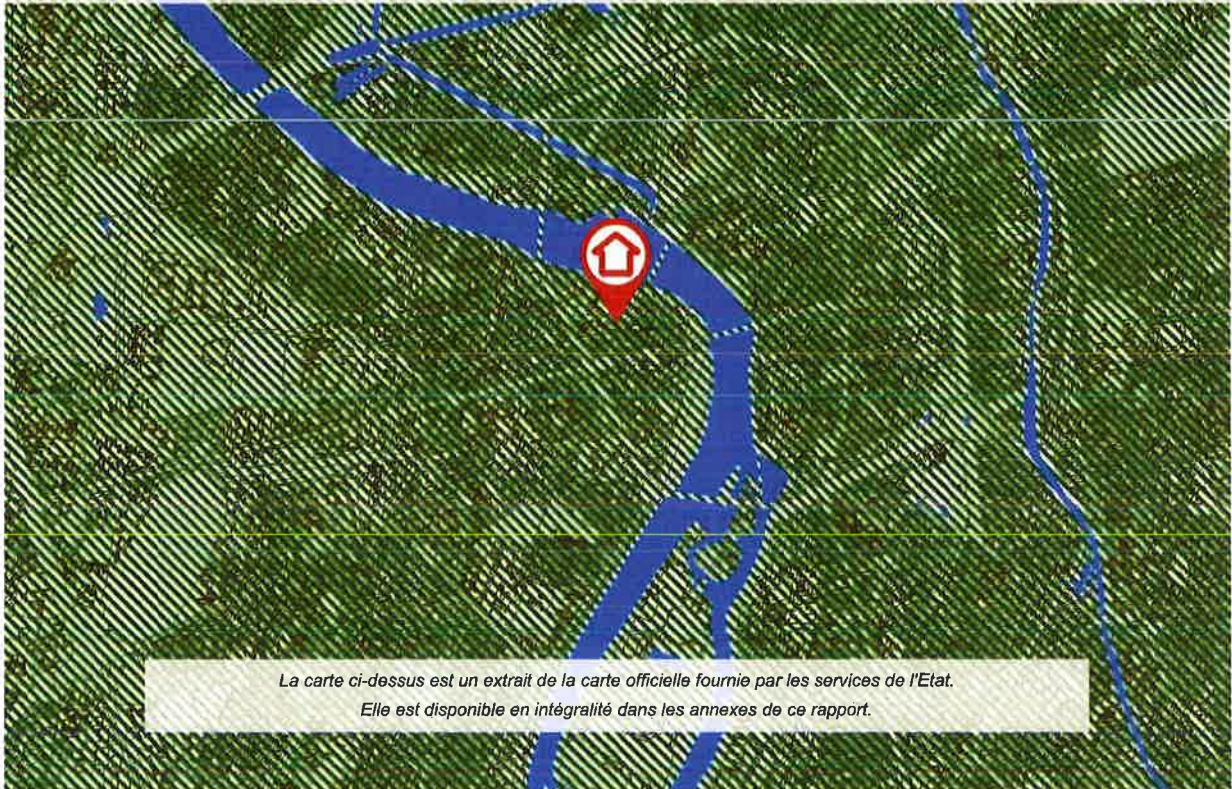 La carte ci-dessus est un extrait de la carte officielle fournie par les services de l'Etat.
Elle est disponible en intégralité dans les annexes de ce rapport.